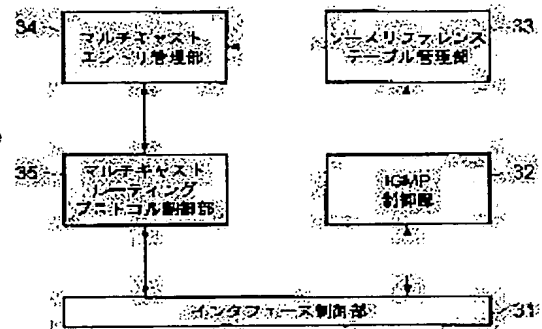 34
マルチキャスト
エントリ管理部
33
ソースリファレンス
テーブル管理部
35
マルチキャスト
ルーティング
プロトコル制御部
32
IGMP
制御部
インタフェース制御部
31